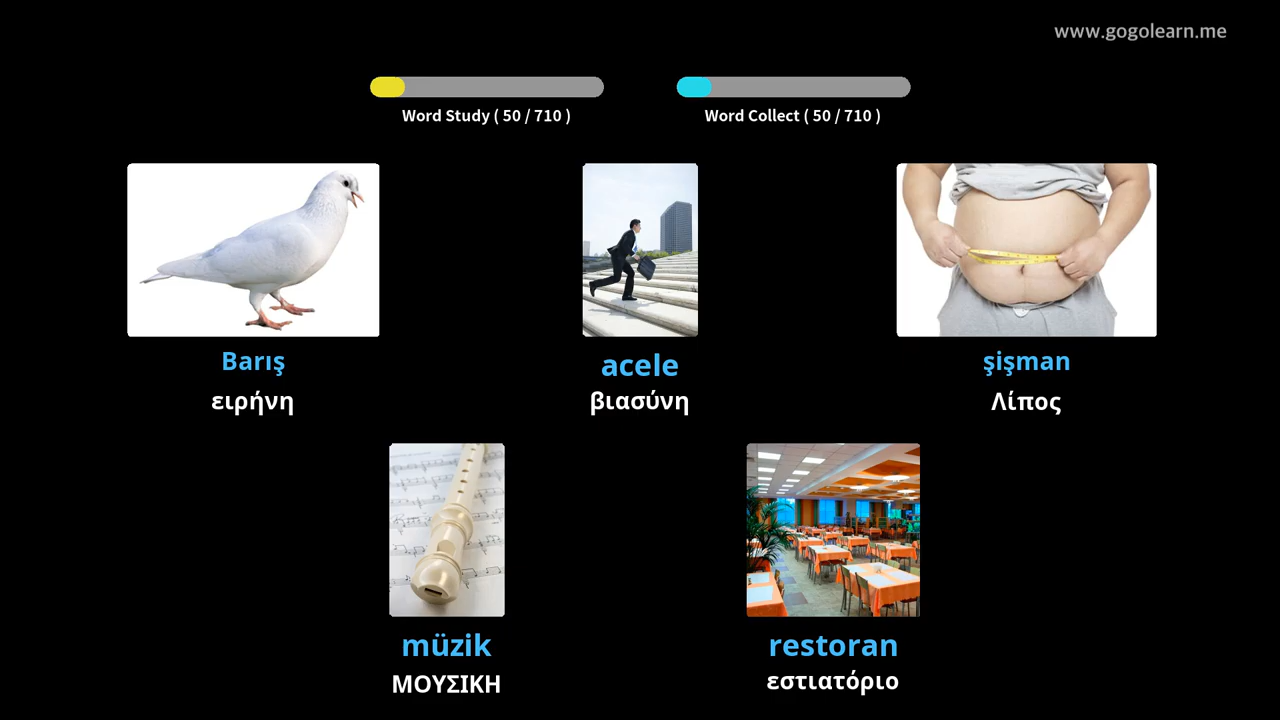 www.gogolearn.me
Word Study ( 50 / 710 )
Word Collect ( 50 / 710 )
Barış
ειρήνη
acele
βιασύνη
şişman
Λίπος
müzik
ΜΟΥΣΙΚΗ
restoran
εστιατόριο